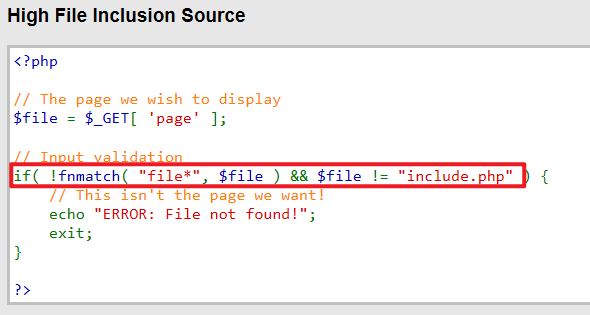 High File Inclusion Source
<?php
// The page we wish to display
$file = $_GET[ 'page' ];
// Input validation
if( !fnmatch( "file*", $file ) && $file != "include.php" ) {
// This isn't the page we want!
echo "ERROR: File not found!";
exit;
}
?>